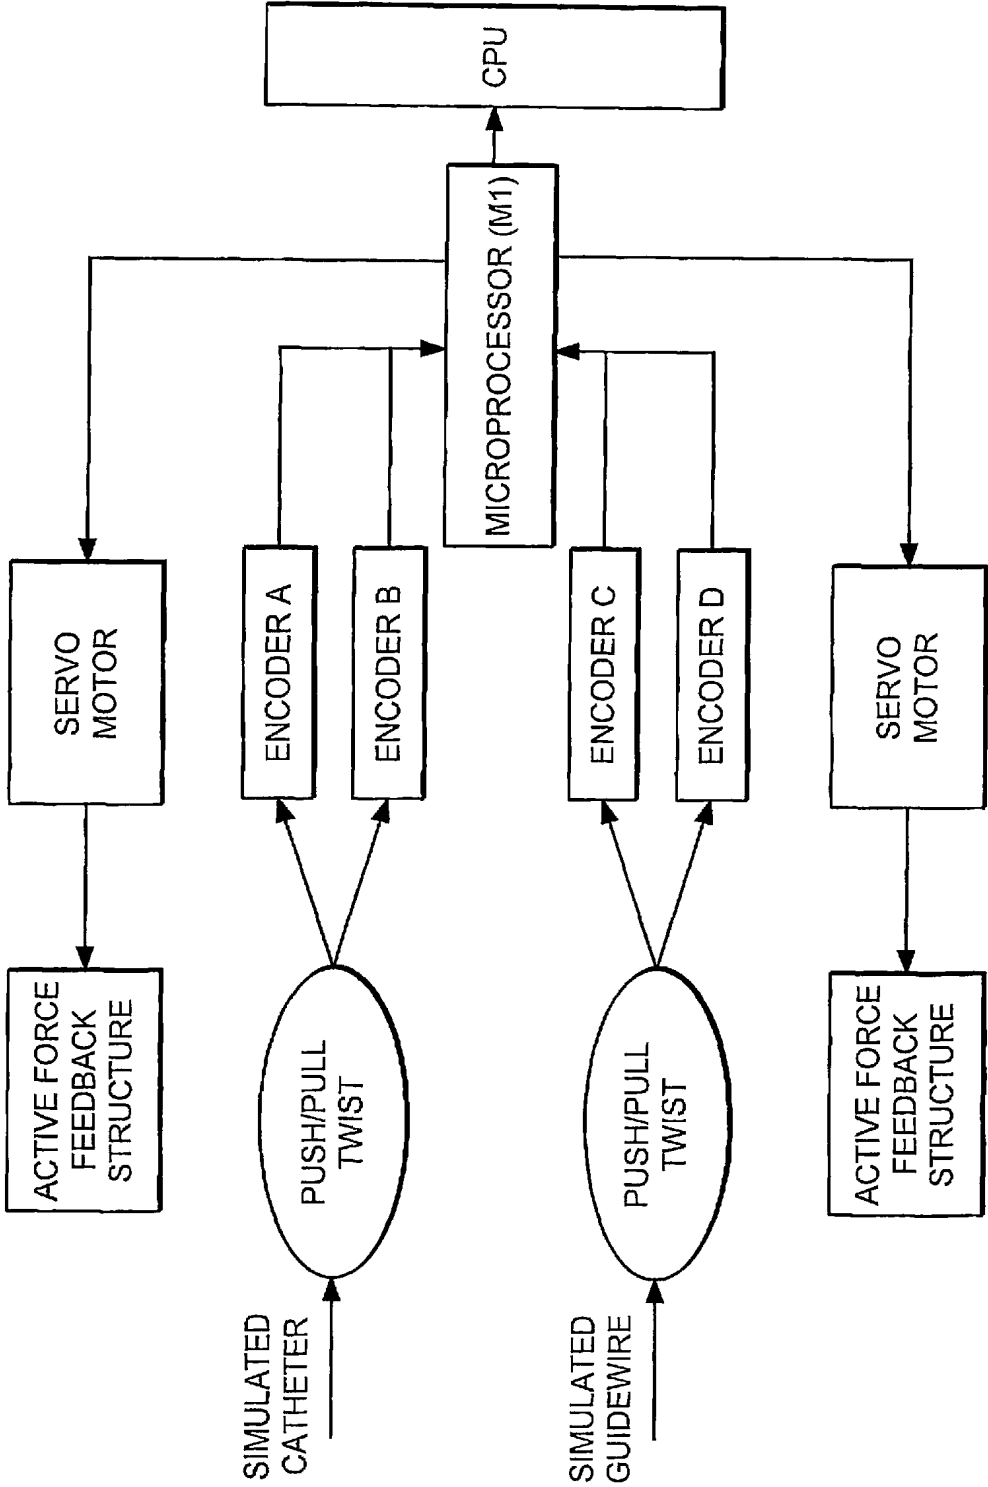 ACTIVE FORCE
FEEDBACK
STRUCTURE
SERVO
MOTOR
SIMULATED
CATHETER
PUSH/PULL
TWIST
ENCODER A
ENCODER B
MICROPROCESSOR (M1)
CPU
SIMULATED
GUIDEWIRE
PUSH/PULL
TWIST
ENCODER C
ENCODER D
ACTIVE FORCE
FEEDBACK
STRUCTURE
SERVO
MOTOR